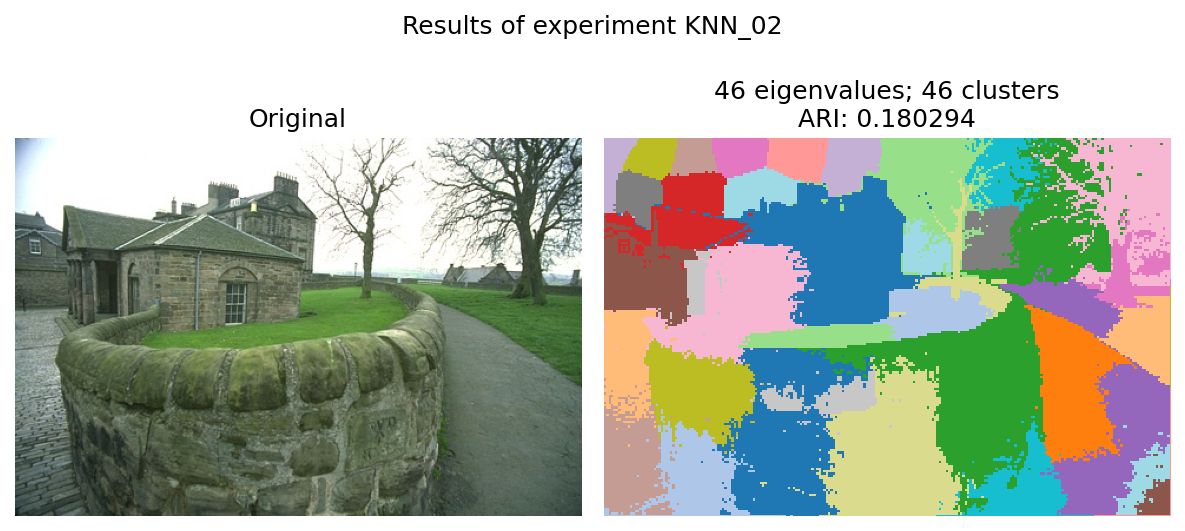 Results of experiment KNN_02
Original
46 eigenvalues; 46 clusters
ARI: 0.180294